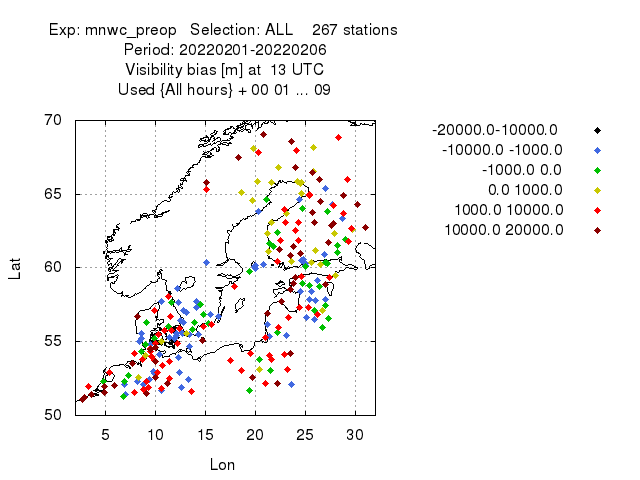 Exp: mnwc_preop Selection: ALL 267 stations
Period: 20220201-20220206
Visibility bias [m] at 13 UTC
Used {All hours} + 00 01 ... 09
-20000.0-10000.0
-10000.0 -1000.0
-1000.0 0.0
0.0 1000.0
1000.0 10000.0
10000.0 20000.0
70
65
60
55
50
Lat
5 10 15 20 25 30
Lon